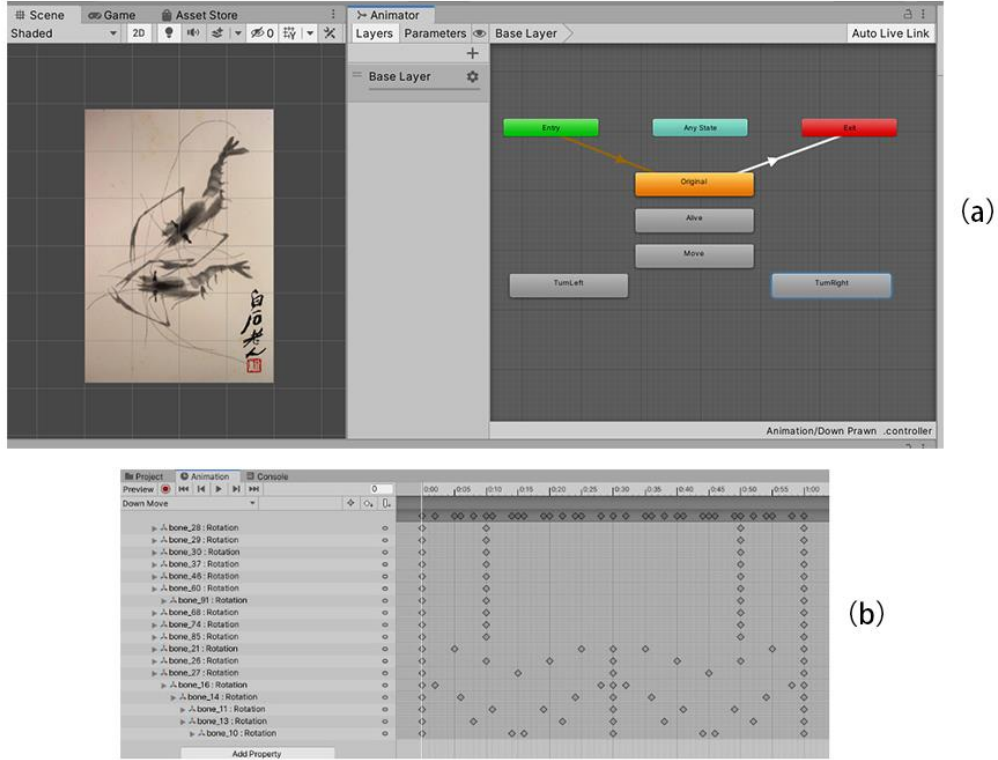 Scene Game Asset Store
Shaded 2D 0
Animator
Layers Parameters Base Layer Auto Live Link
Base Layer
Entry Any State Exit
Original
Alive
Move
TurnLeft TurnRight
白石老人
Animation/Down Prawn .controller
(a)
Project Animation Console
Preview 0 0:00 0:05 0:10 0:15 0:20 0:25 0:30 0:35 0:40 0:45 0:50 0:55 1:00
Down Move
bone_28 : Rotation
bone_29 : Rotation
bone_30 : Rotation
bone_37 : Rotation
bone_46 : Rotation
bone_60 : Rotation
bone_91 : Rotation
bone_68 : Rotation
bone_74 : Rotation
bone_85 : Rotation
bone_21 : Rotation
bone_26 : Rotation
bone_27 : Rotation
bone_16 : Rotation
bone_14 : Rotation
bone_11 : Rotation
bone_13 : Rotation
bone_10 : Rotation
Add Property
(b)